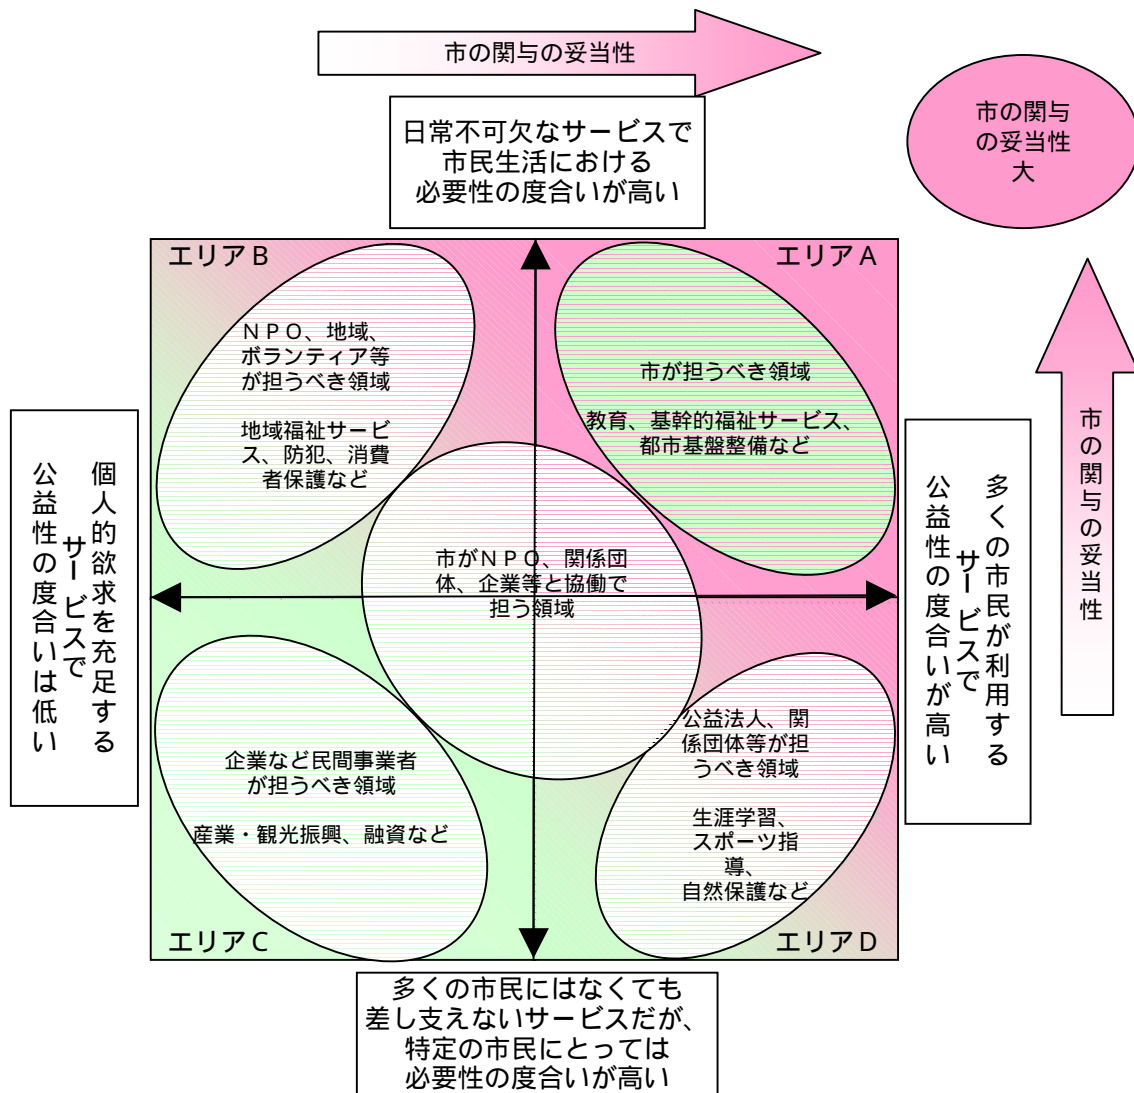 市の関与の妥当性
市の関与
の妥当性
大
日常不可欠なサービスで
市民生活における
必要性の度合いが高い
エリアB
エリアA
NPO、地域、
ボランティア等
が担うべき領域
地域福祉サービ
ス、防犯、消費
者保護など
市が担うべき領域
教育、基幹的福祉サービス、
都市基盤整備など
市の関与の妥当性
個人的欲求を充足する
サービスで
公益性の度合いは低い
多くの市民が利用する
サービスで
公益性の度合いが高い
市がNPO、関係団
体、企業等と協働で
担う領域
企業など民間事業者
が担うべき領域
産業・観光振興、融資など
公益法人、関
係団体等が担
うべき領域
生涯学習、
スポーツ指
導、
自然保護など
エリアC
エリアD
多くの市民にはなくても
差し支えないサービスだが、
特定の市民にとっては
必要性の度合いが高い